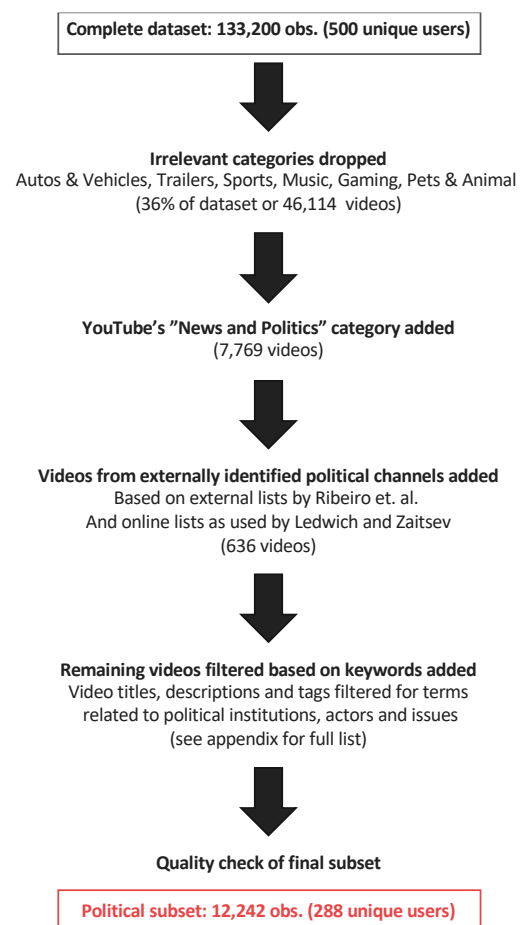 Complete dataset: 133,200 obs. (500 unique users)
Irrelevant categories dropped
Autos & Vehicles, Trailers, Sports, Music, Gaming, Pets & Animal
(36% of dataset or 46,114 videos)
YouTube's ”News and Politics” category added
(7,769 videos)
Videos from externally identified political channels added
Based on external lists by Ribeiro et. al.
And online lists as used by Ledwich and Zaitsev
(636 videos)
Remaining videos filtered based on keywords added
Video titles, descriptions and tags filtered for terms
related to political institutions, actors and issues
(see appendix for full list)
Quality check of final subset
Political subset: 12,242 obs. (288 unique users)